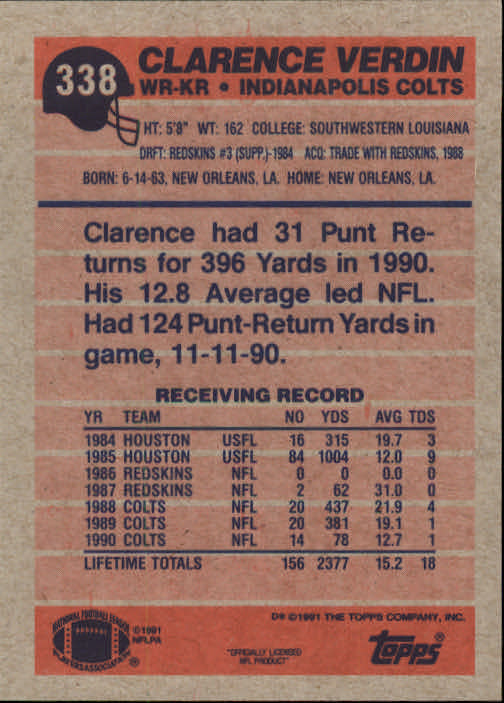 338
CLARENCE VERDIN
WR-KR • INDIANAPOLIS COLTS
HT: 5'8" WT: 162 COLLEGE: SOUTHWESTERN LOUISIANA
DRFT: REDSKINS #3 (SUPP.)-1984 ACQ: TRADE WITH REDSKINS, 1988
BORN: 6-14-63, NEW ORLEANS, LA. HOME: NEW ORLEANS, LA.
Clarence had 31 Punt Re-
turns for 396 Yards in 1990.
His 12.8 Average led NFL.
Had 124 Punt-Return Yards in
game, 11-11-90.
RECEIVING RECORD
YR TEAM NO YDS AVG TDS
1984 HOUSTON USFL 16 315 19.7 3
1985 HOUSTON USFL 84 1004 12.0 9
1986 REDSKINS NFL 0 0 0.0 0
1987 REDSKINS NFL 2 62 31.0 0
1988 COLTS NFL 20 437 21.9 4
1989 COLTS NFL 20 381 19.1 1
1990 COLTS NFL 14 78 12.7 1
LIFETIME TOTALS 156 2377 15.2 18
NATIONAL FOOTBALL LEAGUE
PLAYERS ASSOCIATION
®
©1991
NFLPA
D® ©1991 THE TOPPS COMPANY, INC.
"OFFICIALLY LICENSED
NFL PRODUCT"
TOPPS®